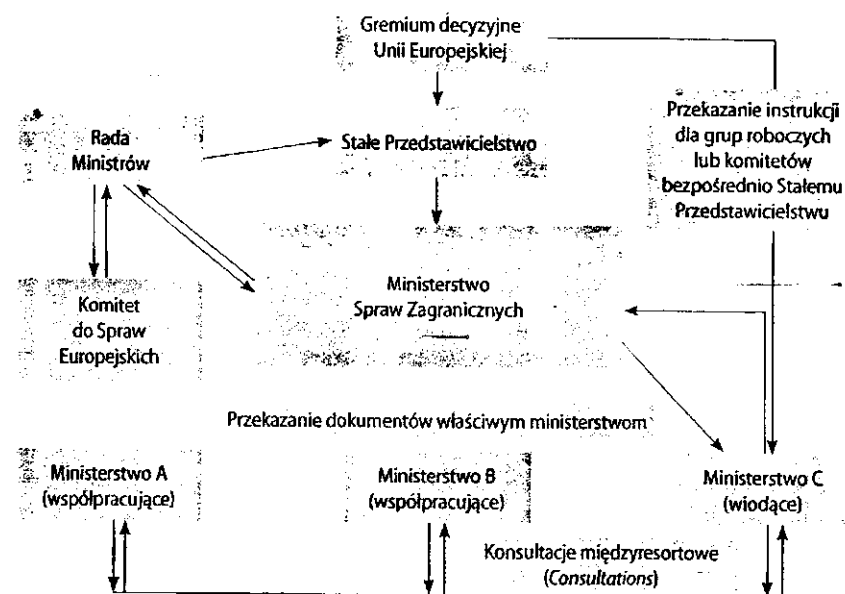 Gremium decyzyjne
Unii Europejskiej
Rada
Ministrów
Stałe Przedstawicielstwo
Przekazanie instrukcji
dla grup roboczych
lub komitetów
bezpośrednio Stałemu
Przedstawicielstwu
Komitet
do Spraw
Europejskich
Ministerstwo
Spraw Zagranicznych
Przekazanie dokumentów właściwym ministerstwom
Ministerstwo A
(współpracujące)
Ministerstwo B
(współpracujące)
Ministerstwo C
(wiodące)
Konsultacje międzyresortowe
(Consultations)